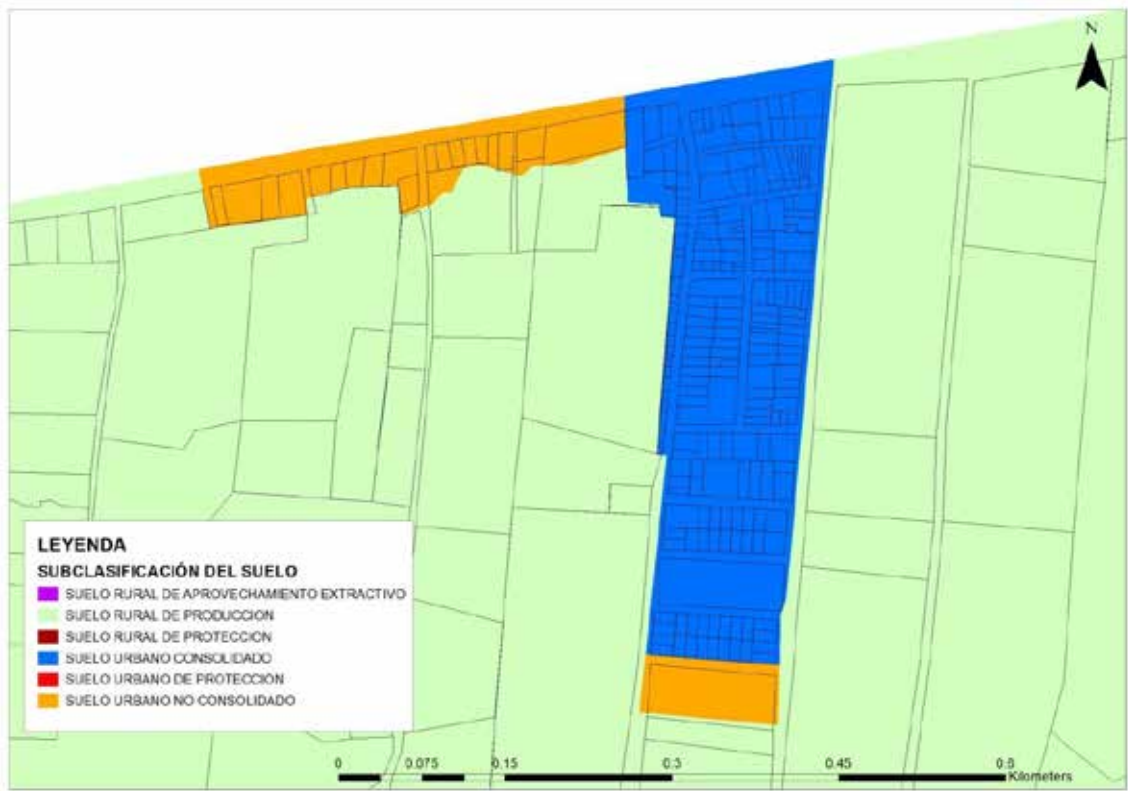 N
LEYENDA
SUBCLASIFICACIÓN DEL SUELO
SUELO RURAL DE APROVECHAMIENTO EXTRACTIVO
SUELO RURAL DE PRODUCCION
SUELO RURAL DE PROTECCION
SUELO URBANO CONSOLIDADO
SUELO URBANO DE PROTECCION
SUELO URBANO NO CONSOLIDADO
0 0.075 0.15 0.3 0.45 0.6
Kilometers